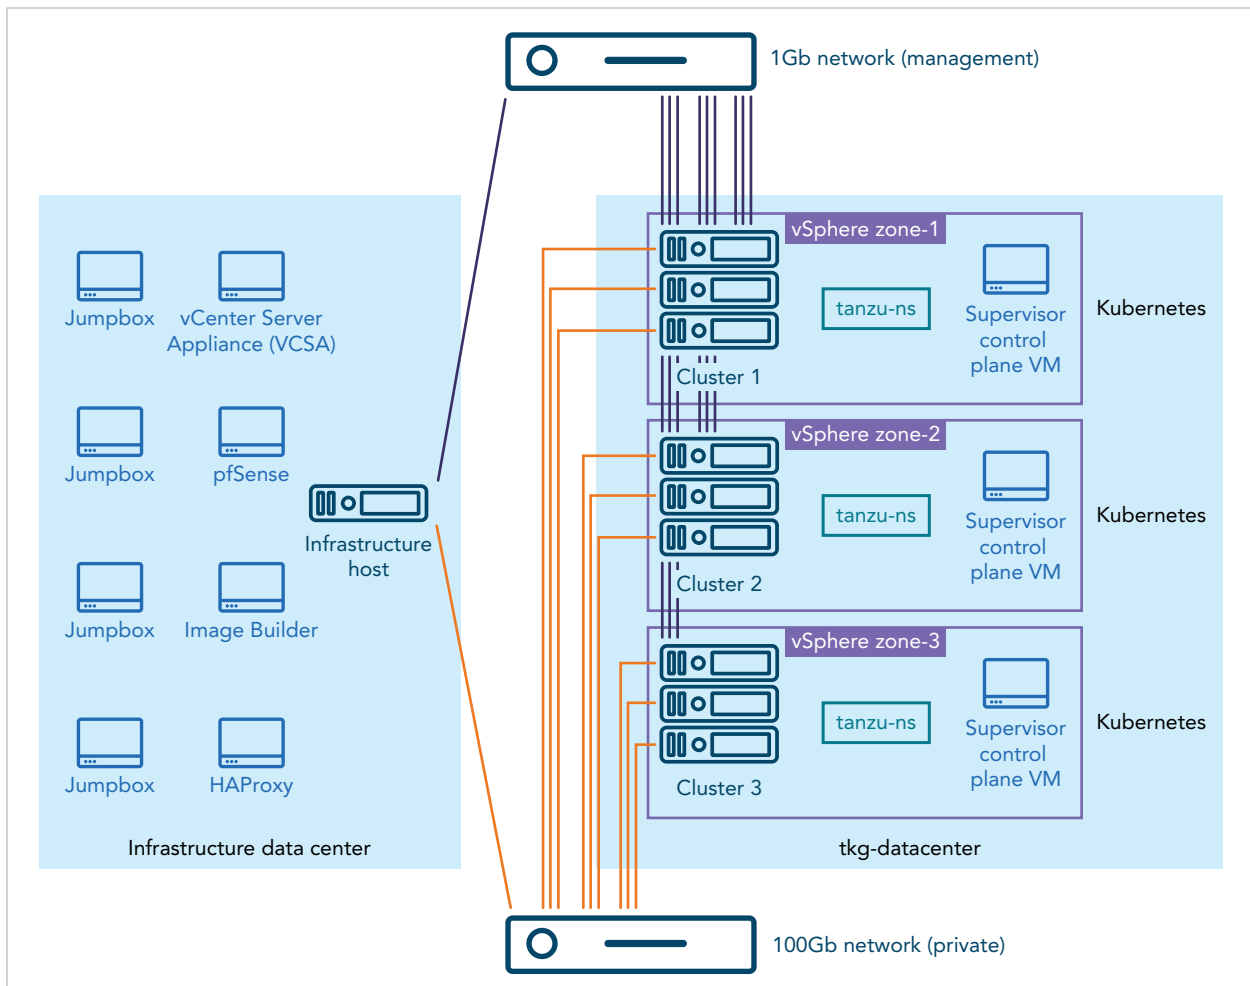 1Gb network (management)
Jumpbox
vCenter Server
Appliance (VCSA)
Jumpbox
pfSense
Infrastructure
host
Jumpbox
Image Builder
Jumpbox
HAProxy
Infrastructure data center
vSphere zone-1
tanzu-ns
Supervisor
control
plane VM
Kubernetes
Cluster 1
vSphere zone-2
tanzu-ns
Supervisor
control
plane VM
Kubernetes
Cluster 2
vSphere zone-3
tanzu-ns
Supervisor
control
plane VM
Kubernetes
Cluster 3
tkg-datacenter
100Gb network (private)